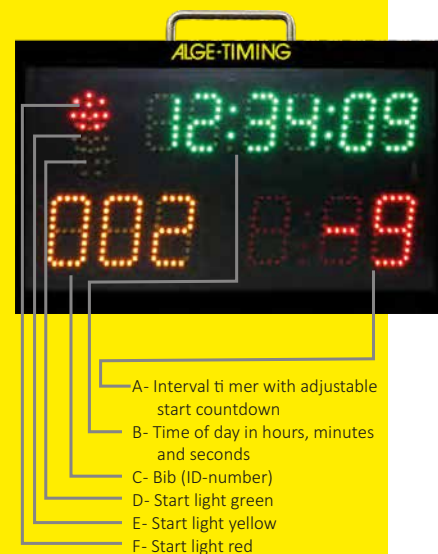 ALGE-TIMING
12:34:09
002 -9
A- Interval ti mer with adjustable
start countdown
B- Time of day in hours, minutes
and seconds
C- Bib (ID-number)
D- Start light green
E- Start light yellow
F- Start light red